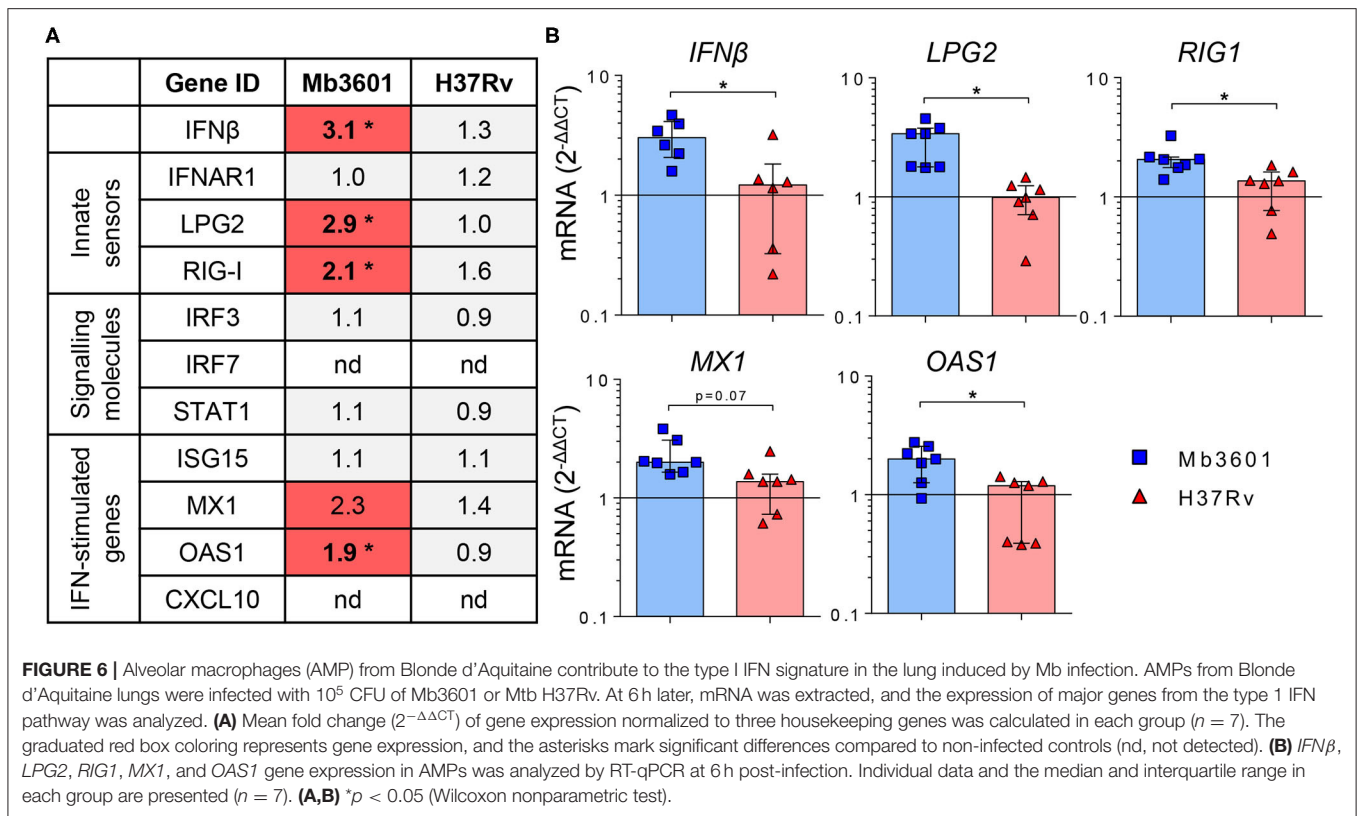 A
Gene ID Mb3601 H37Rv
IFNβ 3.1 * 1.3
Innate sensors
IFNAR1 1.0 1.2
LPG2 2.9 * 1.0
RIG-I 2.1 * 1.6
Signalling molecules
IRF3 1.1 0.9
IRF7 nd nd
STAT1 1.1 0.9
IFN-stimulated genes
ISG15 1.1 1.1
MX1 2.3 1.4
OAS1 1.9 * 0.9
CXCL10 nd nd
B
IFNβ
mRNA (2-ΔΔCT)
10
1
0.1
*
LPG2
10
1
0.1
*
RIG1
10
1
0.1
*
MX1
mRNA (2-ΔΔCT)
10
1
0.1
p=0.07
OAS1
10
1
0.1
*
Mb3601
H37Rv
FIGURE 6 | Alveolar macrophages (AMP) from Blonde d’Aquitaine contribute to the type I IFN signature in the lung induced by Mb infection. AMPs from Blonde
d’Aquitaine lungs were infected with 10⁵ CFU of Mb3601 or Mtb H37Rv. At 6 h later, mRNA was extracted, and the expression of major genes from the type 1 IFN
pathway was analyzed. (A) Mean fold change (2−ΔΔCT) of gene expression normalized to three housekeeping genes was calculated in each group (n = 7). The
graduated red box coloring represents gene expression, and the asterisks mark significant differences compared to non-infected controls (nd, not detected). (B) IFNβ,
LPG2, RIG1, MX1, and OAS1 gene expression in AMPs was analyzed by RT-qPCR at 6 h post-infection. Individual data and the median and interquartile range in
each group are presented (n = 7). (A,B) *p < 0.05 (Wilcoxon nonparametric test).